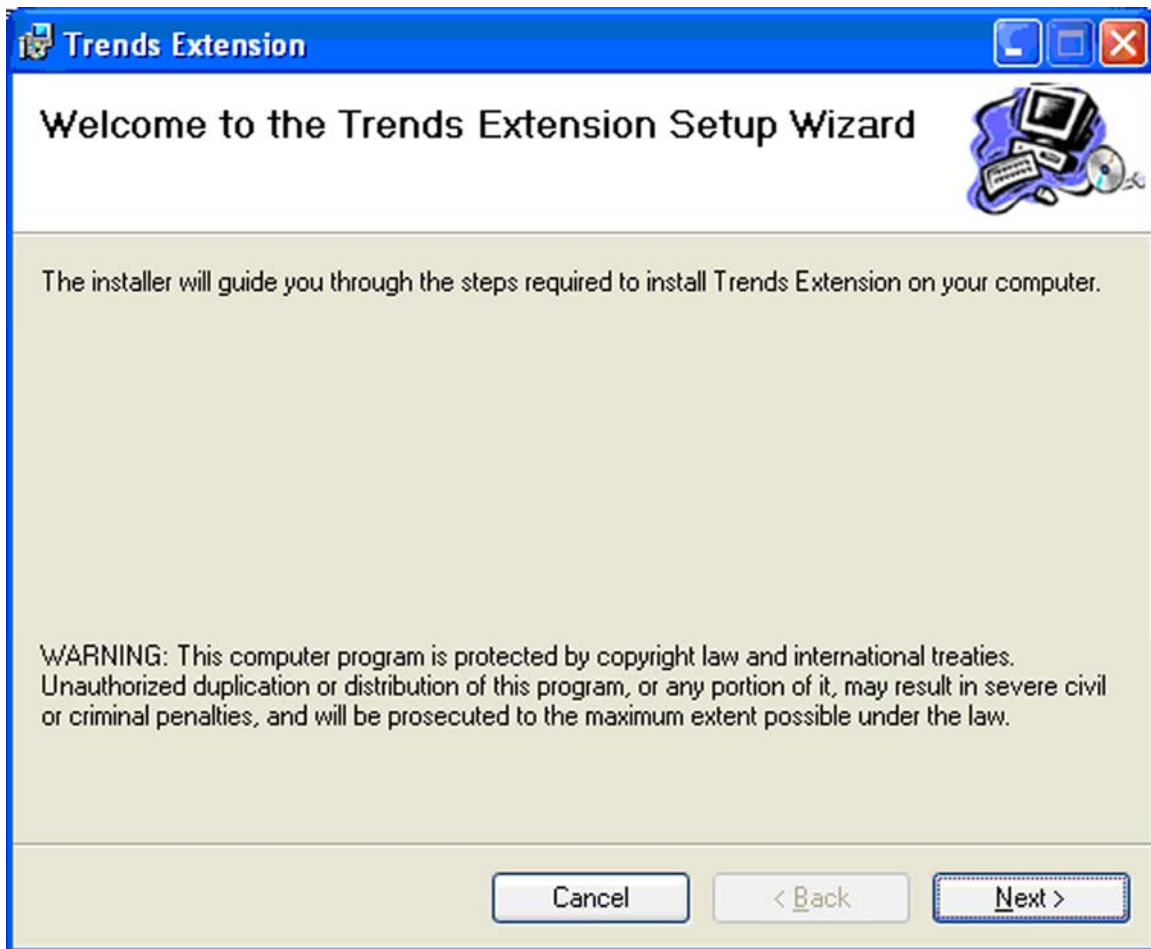 Trends Extension
Welcome to the Trends Extension Setup Wizard
The installer will guide you through the steps required to install Trends Extension on your computer.
WARNING: This computer program is protected by copyright law and international treaties.
Unauthorized duplication or distribution of this program, or any portion of it, may result in severe civil
or criminal penalties, and will be prosecuted to the maximum extent possible under the law.
Cancel
< Back
Next >